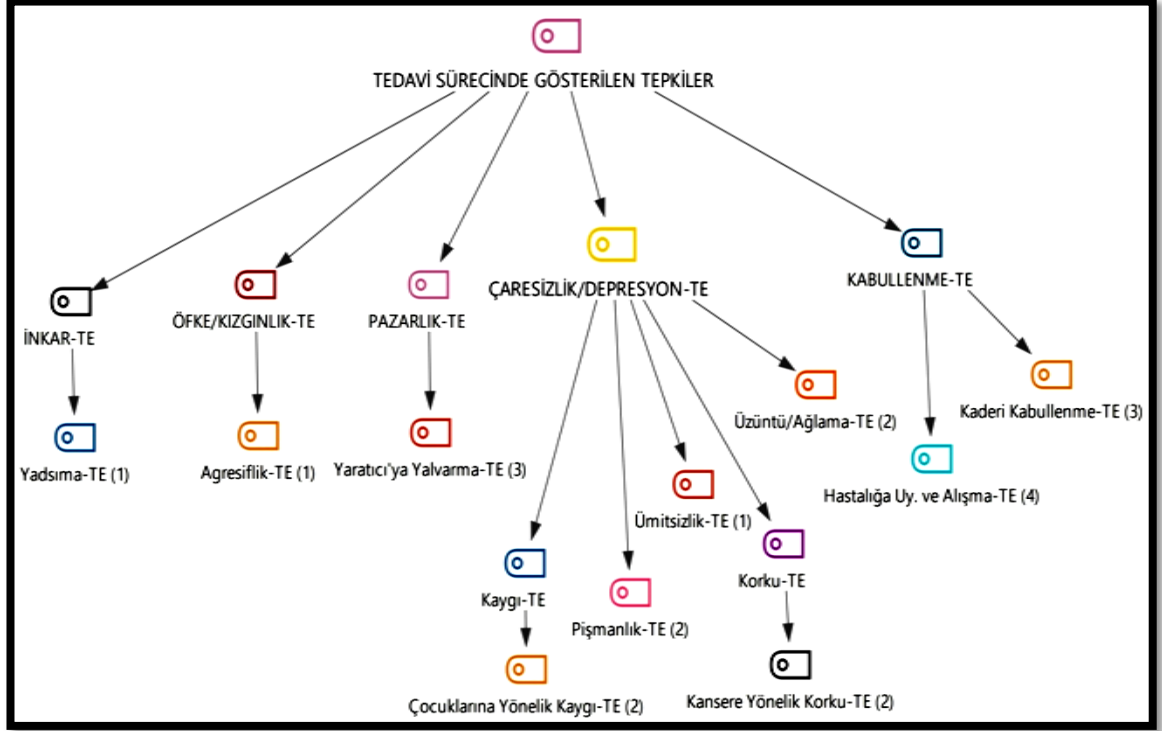 TEDAVİ SÜRECİNDE GÖSTERİLEN TEPKİLER
İNKAR-TE
ÖFKE/KIZGINLIK-TE
PAZARLIK-TE
ÇARESİZLİK/DEPRESYON-TE
KABULLENME-TE
Yadsıma-TE (1)
Agresiflik-TE (1)
Yaratıcı'ya Yalvarma-TE (3)
Üzüntü/Ağlama-TE (2)
Kaderi Kabullenme-TE (3)
Hastalığa Uy. ve Alışma-TE (4)
Ümitsizlik-TE (1)
Kaygı-TE
Pişmanlık-TE (2)
Korku-TE
Çocuklarına Yönelik Kaygı-TE (2)
Kansere Yönelik Korku-TE (2)